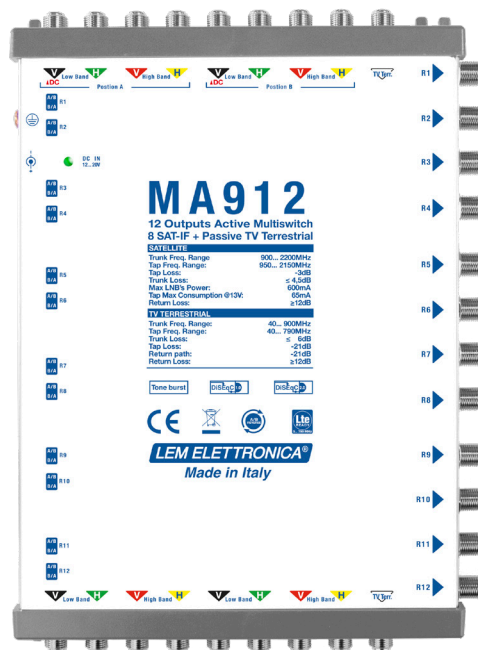 V Low Band H V High Band H V Low Band H V High Band H TV Terr.
DC Position A DC Position B
R1
A/B
B/A R1
A/B
B/A R2
R2
DC IN
R3
A/B
B/A R3
A/B
B/A R4
R4
MA912
12 Outputs Active Multiswitch
8 SAT-IF + Passive TV Terrestrial
SATELLITE
Trunk Freq. Range 900... 2200MHz
Tap Freq. Range: 950... 2150MHz
Tap Loss: -3dB
Trunk Loss: ≤ 4,5dB
Max LNB's Power: 600mA
Tap Max Consumption @13V: 65mA
Return Loss: ≥12dB
TV TERRESTRIAL
Trunk Freq. Range: 40... 900MHz
Tap Freq. Range: 40... 790MHz
Trunk Loss: ≤ 6dB
Tap Loss: -21dB
Return path: -21dB
Return Loss: ≥12dB
R5
A/B
B/A R5
A/B
B/A R6
R6
R7
A/B
B/A R7
A/B
B/A R8
R8
Tone burst DiSEqC DiSEqC
CE Lte
LEM ELETTRONICA®
Made in Italy
R9
A/B
B/A R9
A/B
B/A R10
R10
A/B
B/A R11
R11
A/B
B/A R12
R12
V Low Band H V High Band H V Low Band H V High Band H TV Terr.